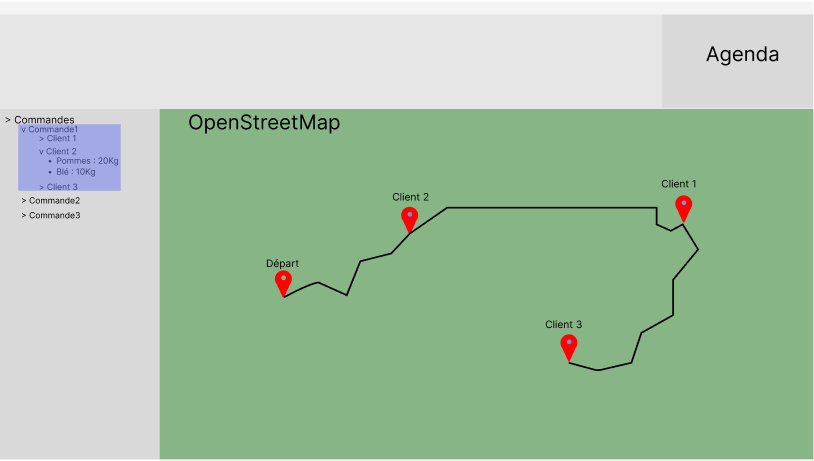 Agenda
> Commandes
v Commande1
> Client 1
v Client 2
• Pommes : 20Kg
• Blé : 10Kg
> Client 3
> Commande2
> Commande3
OpenStreetMap
Client 1
Client 2
Départ
Client 3